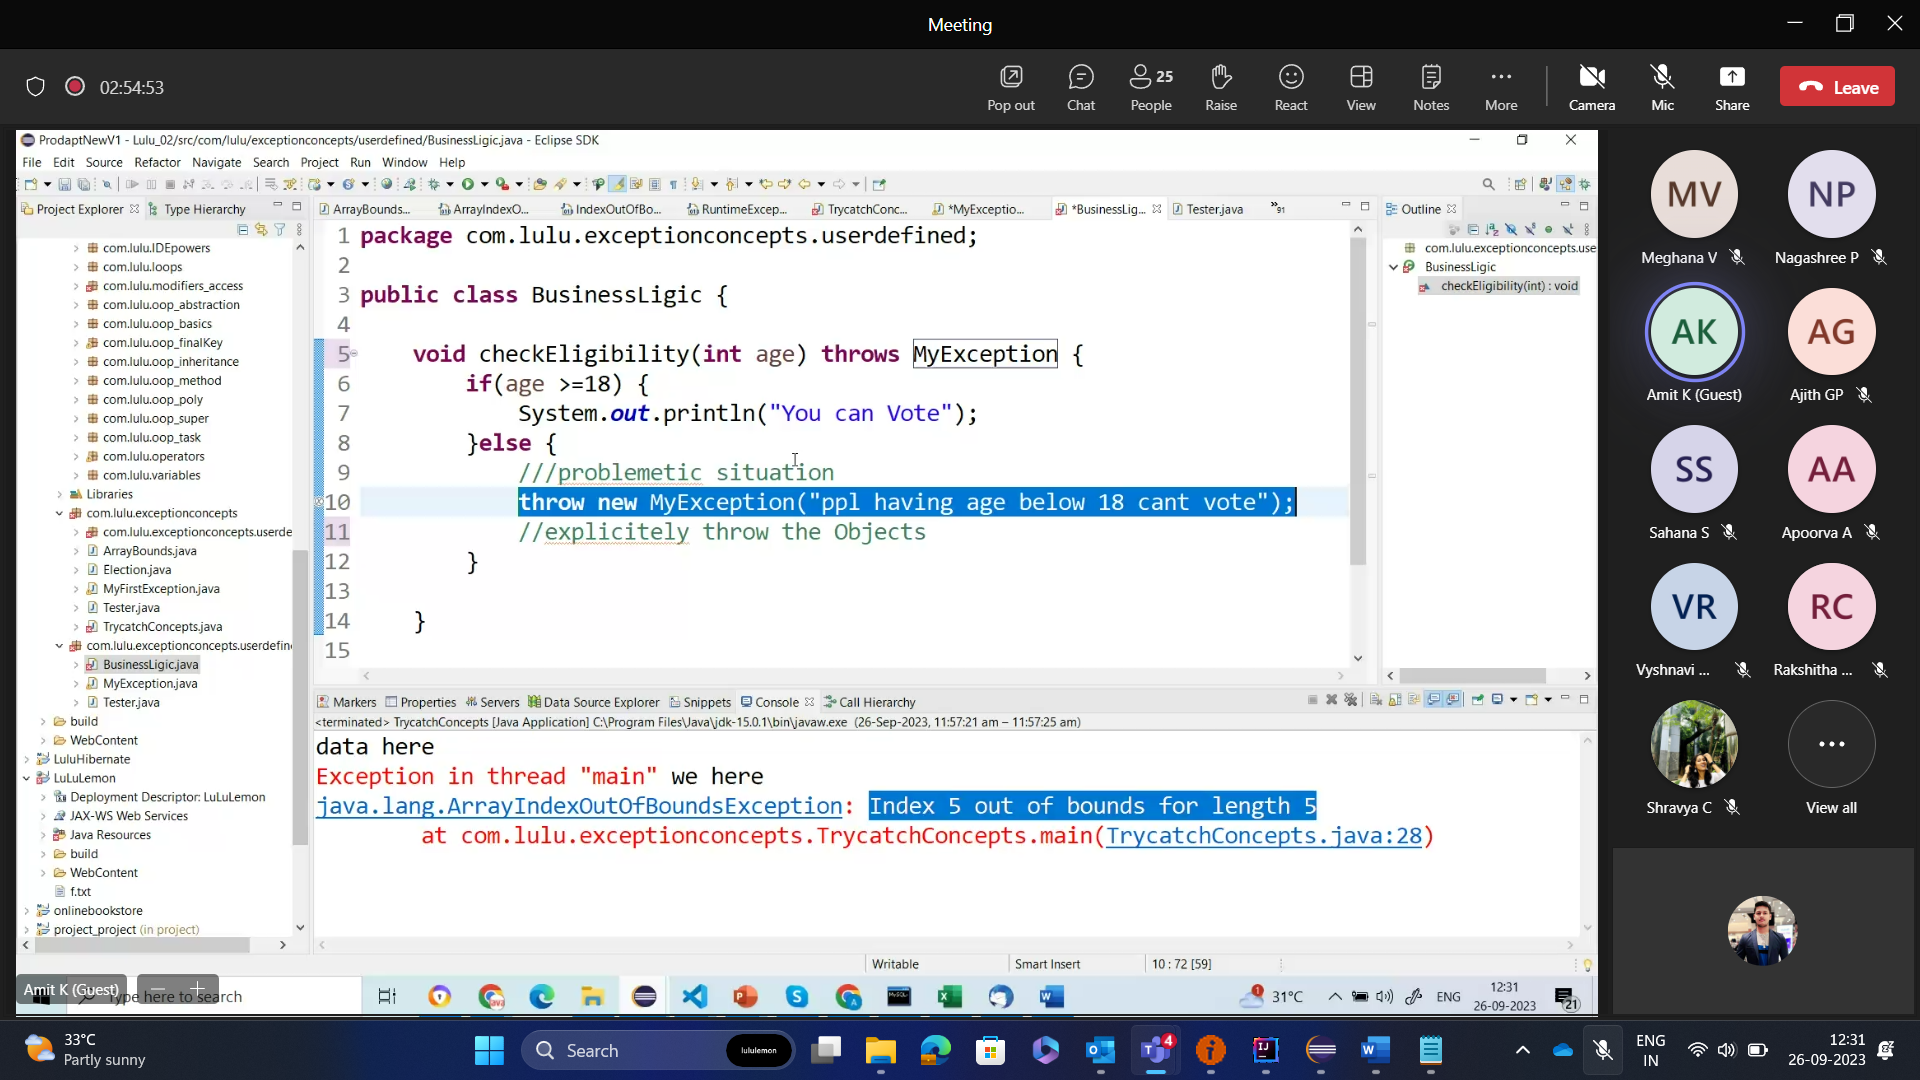 Meeting
02:54:53
Pop out
Chat
People 25
Raise
React
View
Notes
More
Camera
Mic
Share
Leave
ProdaptNewV1 - Lulu_02/src/com/lulu/exceptionconcepts/userdefined/BusinessLigic.java - Eclipse SDK
File Edit Source Refactor Navigate Search Project Run Window Help
Project Explorer Type Hierarchy
com.lulu.IDEpowers
com.lulu.loops
com.lulu.modifiers_access
com.lulu.oop_abstraction
com.lulu.oop_basics
com.lulu.oop_finalKey
com.lulu.oop_inheritance
com.lulu.oop_method
com.lulu.oop_poly
com.lulu.oop_super
com.lulu.oop_task
com.lulu.operators
com.lulu.variables
Libraries
com.lulu.exceptionconcepts
com.lulu.exceptionconcepts.userde
ArrayBounds.java
Election.java
MyFirstException.java
Tester.java
TrycatchConcepts.java
com.lulu.exceptionconcepts.userdefin
BusinessLigic.java
MyException.java
Tester.java
build
WebContent
LuluHibernate
LuLuLemon
Deployment Descriptor: LuLuLemon
JAX-WS Web Services
Java Resources
build
WebContent
f.txt
onlinebookstore
project_project (in project)
ArrayBounds... ArrayIndexO... IndexOutOfBo... RuntimeExcep... TrycatchConc... *MyExceptio... *BusinessLig... Tester.java »91
1 package com.lulu.exceptionconcepts.userdefined;
2
3 public class BusinessLigic {
4
5 void checkEligibility(int age) throws MyException {
6 if(age >=18) {
7 System.out.println("You can Vote");
8 }else {
9 ///problemetic situation
10 throw new MyException("ppl having age below 18 cant vote");
11 //explicitely throw the Objects
12 }
13
14 }
15
Outline
com.lulu.exceptionconcepts.use
BusinessLigic
checkEligibility(int) : void
Markers Properties Servers Data Source Explorer Snippets Console Call Hierarchy
<terminated> TrycatchConcepts [Java Application] C:\Program Files\Java\jdk-15.0.1\bin\javaw.exe (26-Sep-2023, 11:57:21 am – 11:57:25 am)
data here
Exception in thread "main" we here
java.lang.ArrayIndexOutOfBoundsException: Index 5 out of bounds for length 5
at com.lulu.exceptionconcepts.TrycatchConcepts.main(TrycatchConcepts.java:28)
Writable Smart Insert 10 : 72 [59]
Amit K (Guest)
Type here to search
31°C ENG 12:31
26-09-2023
21
MV NP
Meghana V Nagashree P
AK AG
Amit K (Guest) Ajith GP
SS AA
Sahana S Apoorva A
VR RC
Vyshnavi ... Rakshitha ...
Shravya C View all
33°C
Partly sunny
Search
lululemon
4
ENG
IN
12:31
26-09-2023